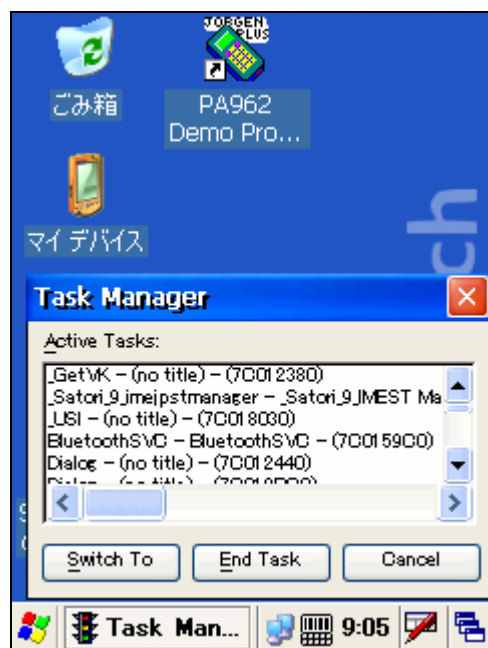 JORGEN
PLUS
ごみ箱
PA962
Demo Pro...
マイ デバイス
ch
Task Manager
Active Tasks:
_GetVK – (no title) – (7C012380)
_Satori_9_imejpstmanager – _Satori_9_IMEST Ma
_USI – (no title) – (7C018030)
BluetoothSVC – BluetoothSVC – (7C0159C0)
Dialog – (no title) – (7C012440)
Switch To
End Task
Cancel
Task Man...
9:05